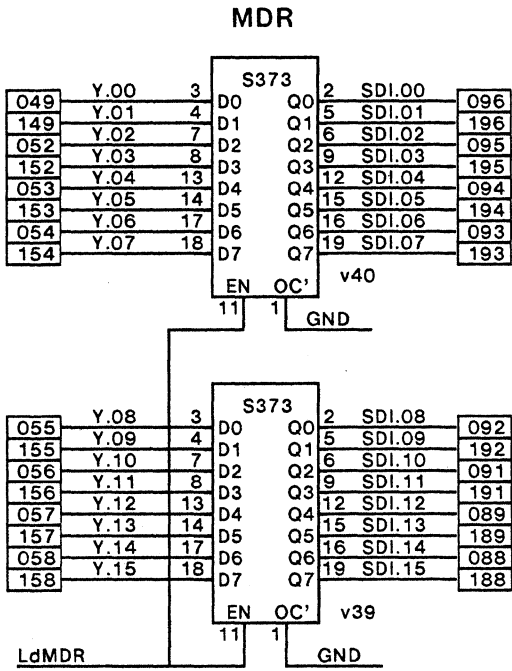 MDR
S373
049 Y.00 3 D0 Q0 2 SDI.00 096
149 Y.01 4 D1 Q1 5 SDI.01 196
052 Y.02 7 D2 Q2 6 SDI.02 095
152 Y.03 8 D3 Q3 9 SDI.03 195
053 Y.04 13 D4 Q4 12 SDI.04 094
153 Y.05 14 D5 Q5 15 SDI.05 194
054 Y.06 17 D6 Q6 16 SDI.06 093
154 Y.07 18 D7 Q7 19 SDI.07 193
EN OC' v40
11 1 GND
S373
055 Y.08 3 D0 Q0 2 SDI.08 092
155 Y.09 4 D1 Q1 5 SDI.09 192
056 Y.10 7 D2 Q2 6 SDI.10 091
156 Y.11 8 D3 Q3 9 SDI.11 191
057 Y.12 13 D4 Q4 12 SDI.12 089
157 Y.13 14 D5 Q5 15 SDI.13 189
058 Y.14 17 D6 Q6 16 SDI.14 088
158 Y.15 18 D7 Q7 19 SDI.15 188
EN OC' v39
11 1
LdMDR GND